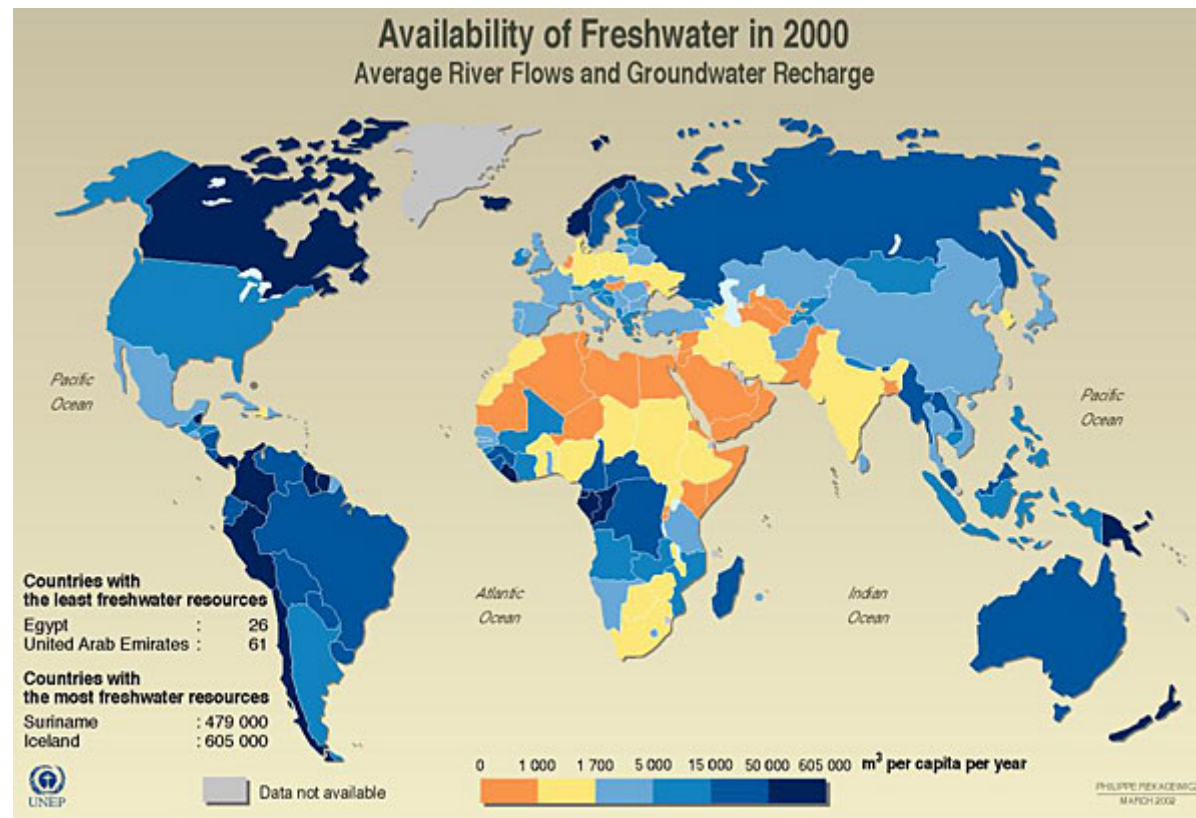 Availability of Freshwater in 2000
Average River Flows and Groundwater Recharge
Pacific
Ocean
Pacific
Ocean
Atlantic
Ocean
Indian
Ocean
Countries with
the least freshwater resources
Egypt : 26
United Arab Emirates : 61
Countries with
the most freshwater resources
Suriname : 479 000
Iceland : 605 000
0 1 000 1 700 5 000 15 000 50 000 605 000 m³ per capita per year
Data not available
UNEP
PHILIPPE REKACEWICZ
MARCH 2002